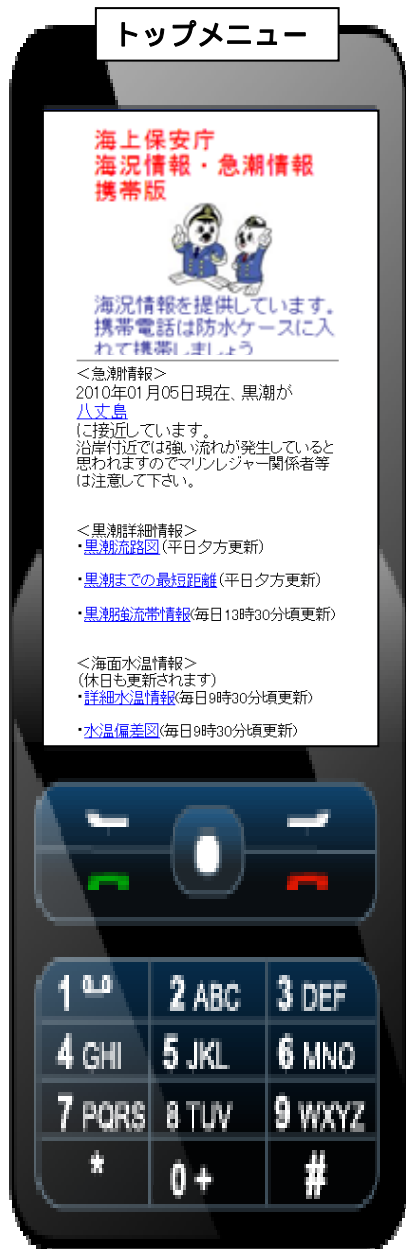 トップメニュー
海上保安庁
海況情報・急潮情報
携帯版
海況情報を提供しています。
携帯電話は防水ケースに入
れて携帯しましょう
＜急潮情報＞
2010年01月05日現在、黒潮が
八丈島
に接近しています。
沿岸付近では強い流れが発生していると
思われますのでマリンレジャー関係者等
は注意して下さい。
＜黒潮詳細情報＞
・黒潮流路図(平日夕方更新)
・黒潮までの最短距離(平日夕方更新)
・黒潮強流帯情報(毎日13時30分頃更新)
＜海面水温情報＞
(休日も更新されます)
・詳細水温情報(毎日9時30分頃更新)
・水温偏差図(毎日9時30分頃更新)
1 2 ABC 3 DEF
4 GHI 5 JKL 6 MNO
7 PQRS 8 TUV 9 WXYZ
* 0 + #